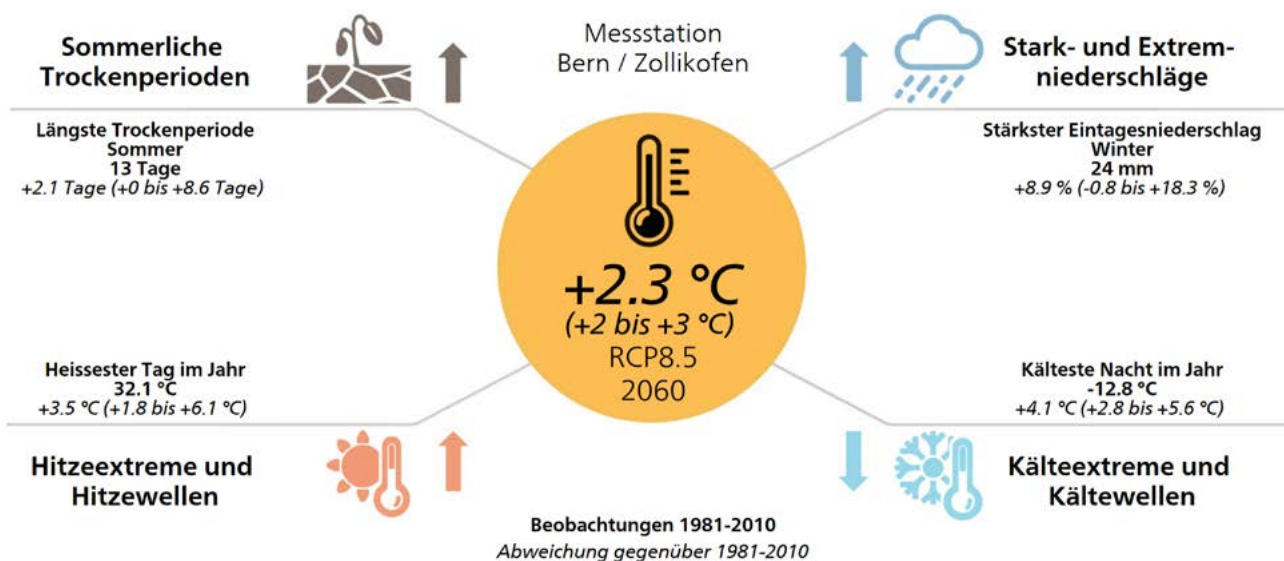 Sommerliche
Trockenperioden
Messstation
Bern / Zollikofen
Stark- und Extrem-
niederschläge
Längste Trockenperiode
Sommer
13 Tage
+2.1 Tage (+0 bis +8.6 Tage)
Stärkster Eintagesniederschlag
Winter
24 mm
+8.9 % (-0.8 bis +18.3 %)
+2.3 °C
(+2 bis +3 °C)
RCP8.5
2060
Heissester Tag im Jahr
32.1 °C
+3.5 °C (+1.8 bis +6.1 °C)
Kälteste Nacht im Jahr
-12.8 °C
+4.1 °C (+2.8 bis +5.6 °C)
Hitzeextreme und
Hitzewellen
Kälteextreme und
Kältewellen
Beobachtungen 1981-2010
Abweichung gegenüber 1981-2010